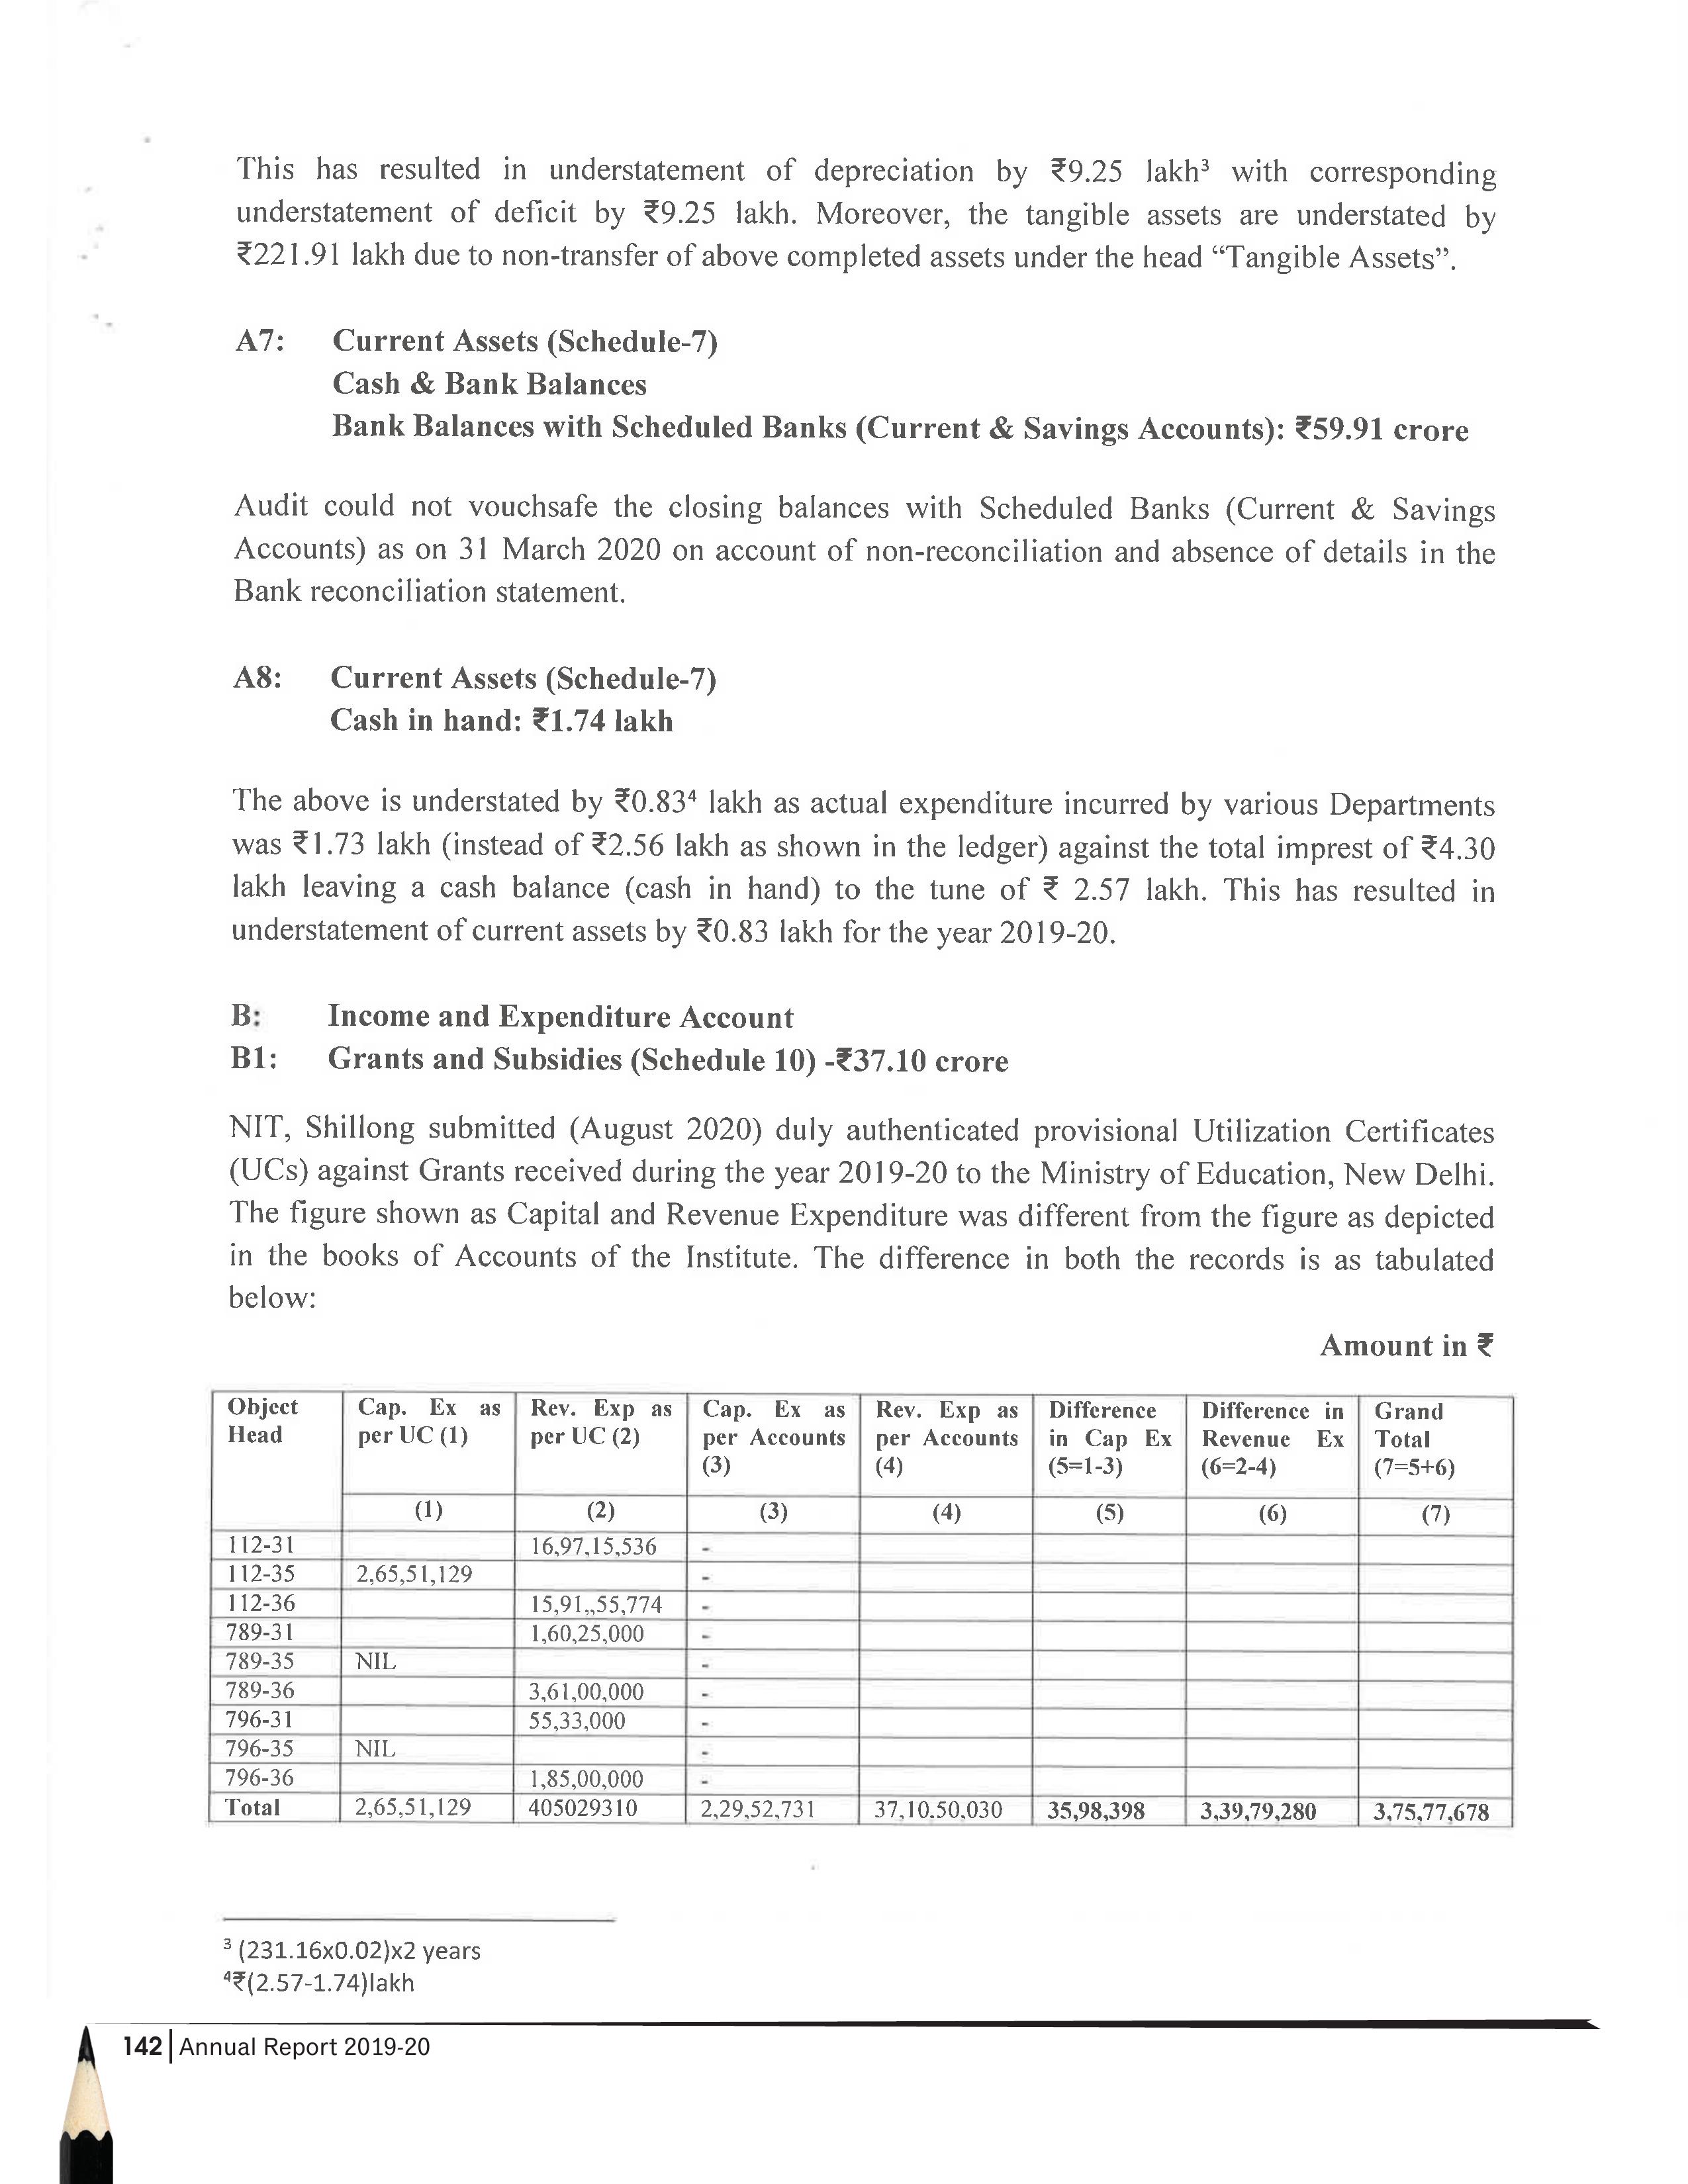 This has resulted in understatement of depreciation by ₹9.25 lakh³ with corresponding
understatement of deficit by ₹9.25 lakh. Moreover, the tangible assets are understated by
₹221.91 lakh due to non-transfer of above completed assets under the head “Tangible Assets”.
A7: Current Assets (Schedule-7)
Cash & Bank Balances
Bank Balances with Scheduled Banks (Current & Savings Accounts): ₹59.91 crore
Audit could not vouchsafe the closing balances with Scheduled Banks (Current & Savings
Accounts) as on 31 March 2020 on account of non-reconciliation and absence of details in the
Bank reconciliation statement.
A8: Current Assets (Schedule-7)
Cash in hand: ₹1.74 lakh
The above is understated by ₹0.83⁴ lakh as actual expenditure incurred by various Departments
was ₹1.73 lakh (instead of ₹2.56 lakh as shown in the ledger) against the total imprest of ₹4.30
lakh leaving a cash balance (cash in hand) to the tune of ₹ 2.57 lakh. This has resulted in
understatement of current assets by ₹0.83 lakh for the year 2019-20.
B: Income and Expenditure Account
B1: Grants and Subsidies (Schedule 10) -₹37.10 crore
NIT, Shillong submitted (August 2020) duly authenticated provisional Utilization Certificates
(UCs) against Grants received during the year 2019-20 to the Ministry of Education, New Delhi.
The figure shown as Capital and Revenue Expenditure was different from the figure as depicted
in the books of Accounts of the Institute. The difference in both the records is as tabulated
below:
Amount in ₹
Object Head | Cap. Ex as per UC (1) | Rev. Exp as per UC (2) | Cap. Ex as per Accounts (3) | Rev. Exp as per Accounts (4) | Difference in Cap Ex (5=1-3) | Difference in Revenue Ex (6=2-4) | Grand Total (7=5+6)
(1) (2) (3) (4) (5) (6) (7)
112-31 16,97,15,536 -
112-35 2,65,51,129 -
112-36 15,91,,55,774 -
789-31 1,60,25,000 -
789-35 NIL -
789-36 3,61,00,000 -
796-31 55,33,000 -
796-35 NIL -
796-36 1,85,00,000 -
Total 2,65,51,129 405029310 2,29,52,731 37,10.50,030 35,98,398 3,39,79,280 3,75,77,678
³ (231.16x0.02)x2 years
⁴₹(2.57-1.74)lakh
142 | Annual Report 2019-20